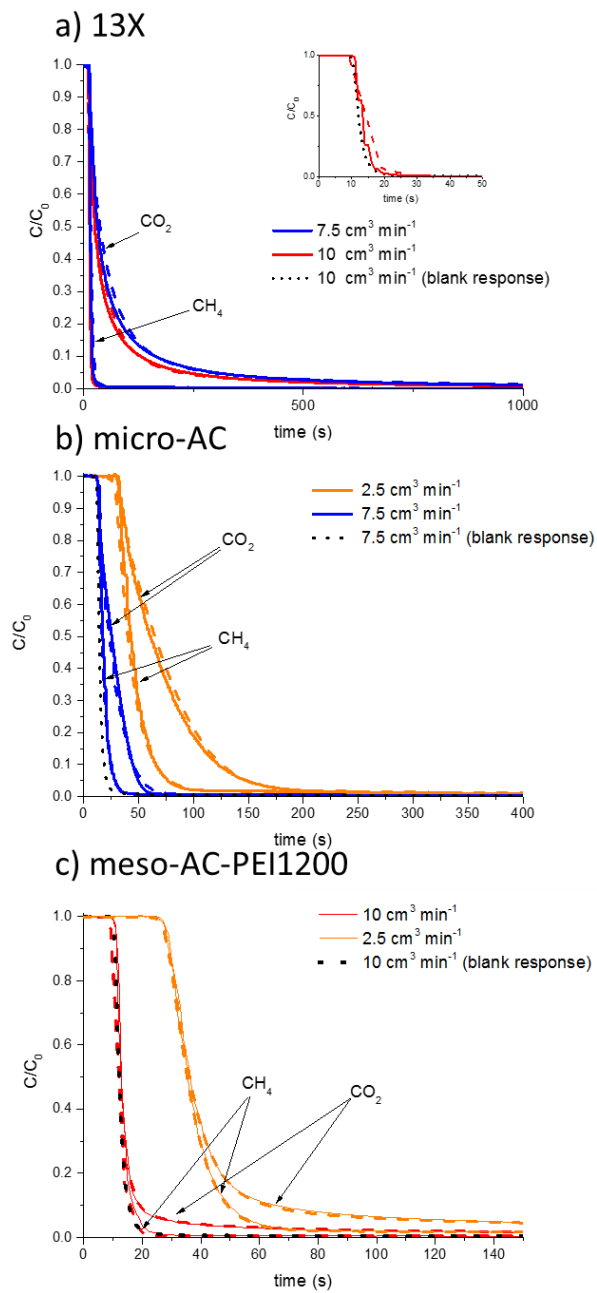 a) 13X
1.0
0.9
0.8
0.7
0.6
0.5
0.4
0.3
0.2
0.1
0.0
C/C₀
0 500 1000
time (s)
CO₂
CH₄
1.0
0.5
0.0
C/C₀
0 10 20 30 40 50
time (s)
7.5 cm³ min⁻¹
10 cm³ min⁻¹
10 cm³ min⁻¹ (blank response)
b) micro-AC
1.0
0.9
0.8
0.7
0.6
0.5
0.4
0.3
0.2
0.1
0.0
C/C₀
0 25 50 75 100 125 150 175 200 225 250 275 300 325 350 375 400
time (s)
CO₂
CH₄
2.5 cm³ min⁻¹
7.5 cm³ min⁻¹
7.5 cm³ min⁻¹ (blank response)
c) meso-AC-PEI1200
1.0
0.8
0.6
0.4
0.2
0.0
C/C₀
0 20 40 60 80 100 120 140
time (s)
CH₄
CO₂
10 cm³ min⁻¹
2.5 cm³ min⁻¹
10 cm³ min⁻¹ (blank response)